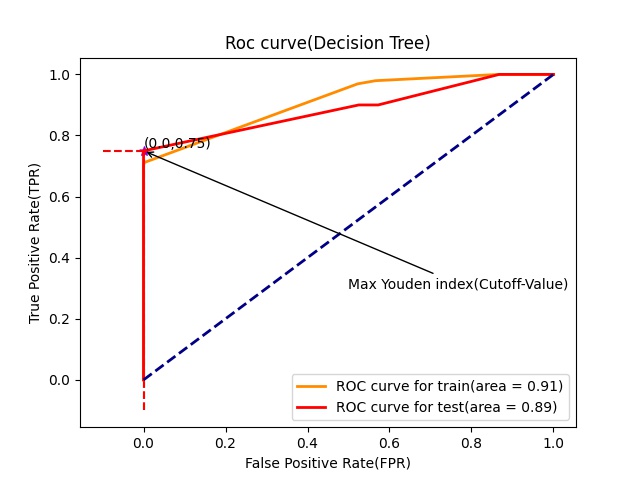 Roc curve(Decision Tree)
1.0
0.8
0.6
0.4
0.2
0.0
True Positive Rate(TPR)
(0.0,0.75)
Max Youden index(Cutoff-Value)
ROC curve for train(area = 0.91)
ROC curve for test(area = 0.89)
0.0 0.2 0.4 0.6 0.8 1.0
False Positive Rate(FPR)